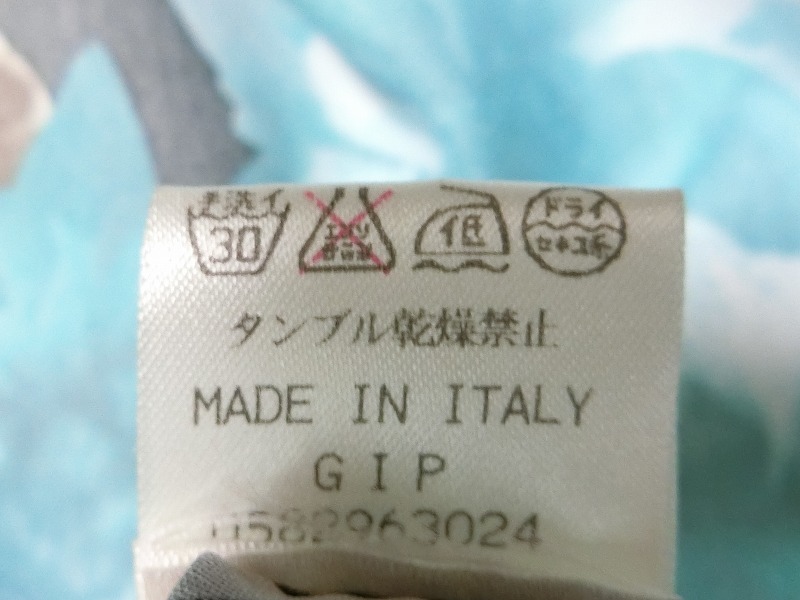 手洗イ
30
エンソ
サラシ
低
ドライ
セキユ系
タンブル乾燥禁止
MADE IN ITALY
GIP
0582963024